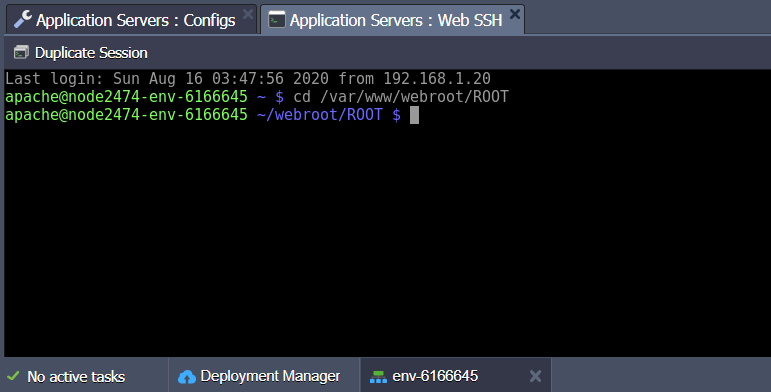 Application Servers : Configs
Application Servers : Web SSH
Duplicate Session
Last login: Sun Aug 16 03:47:56 2020 from 192.168.1.20
apache@node2474-env-6166645 ~ $ cd /var/www/webroot/ROOT
apache@node2474-env-6166645 ~/webroot/ROOT $
No active tasks
Deployment Manager
env-6166645